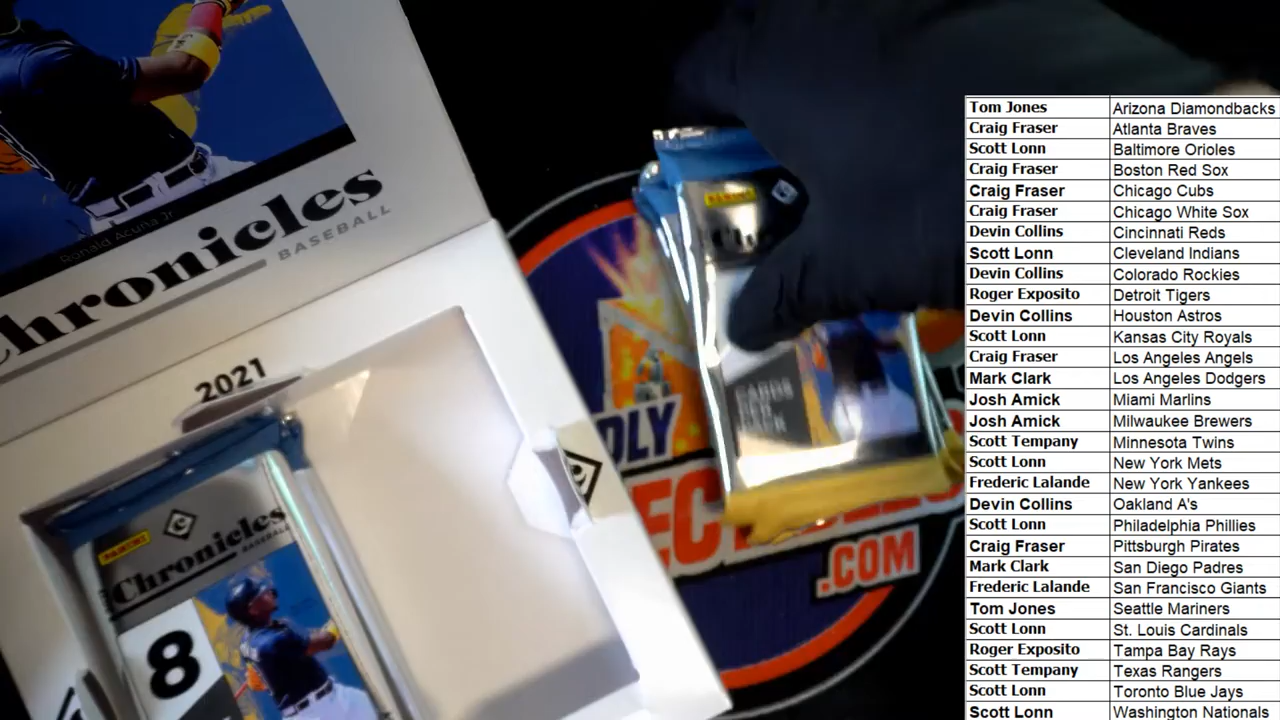 Ronald Acuna Jr
Chronicles
BASEBALL
2021
PANINI
Chronicles
BASEBALL
8
PANINI
CARDS
PER
PACK
DLY
.COM
Tom Jones Arizona Diamondbacks
Craig Fraser Atlanta Braves
Scott Lonn Baltimore Orioles
Craig Fraser Boston Red Sox
Craig Fraser Chicago Cubs
Craig Fraser Chicago White Sox
Devin Collins Cincinnati Reds
Scott Lonn Cleveland Indians
Devin Collins Colorado Rockies
Roger Exposito Detroit Tigers
Devin Collins Houston Astros
Scott Lonn Kansas City Royals
Craig Fraser Los Angeles Angels
Mark Clark Los Angeles Dodgers
Josh Amick Miami Marlins
Josh Amick Milwaukee Brewers
Scott Tempany Minnesota Twins
Scott Lonn New York Mets
Frederic Lalande New York Yankees
Devin Collins Oakland A's
Scott Lonn Philadelphia Phillies
Craig Fraser Pittsburgh Pirates
Mark Clark San Diego Padres
Frederic Lalande San Francisco Giants
Tom Jones Seattle Mariners
Scott Lonn St. Louis Cardinals
Roger Exposito Tampa Bay Rays
Scott Tempany Texas Rangers
Scott Lonn Toronto Blue Jays
Scott Lonn Washington Nationals